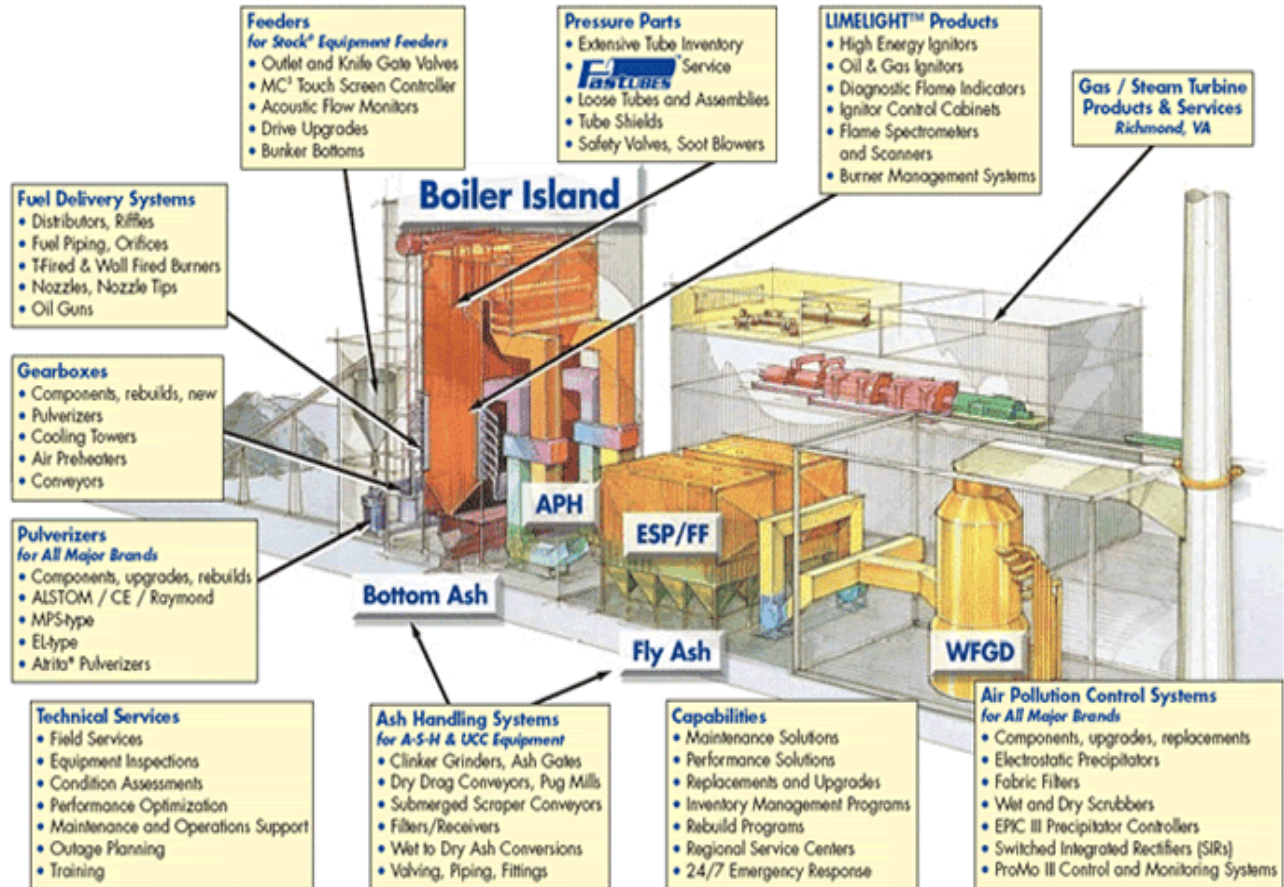 Feeders
for Stock® Equipment Feeders
• Outlet and Knife Gate Valves
• MC³ Touch Screen Controller
• Acoustic Flow Monitors
• Drive Upgrades
• Bunker Bottoms
Pressure Parts
• Extensive Tube Inventory
• FasTUBES™ Service
• Loose Tubes and Assemblies
• Tube Shields
• Safety Valves, Soot Blowers
LIMELIGHT™ Products
• High Energy Ignitors
• Oil & Gas Ignitors
• Diagnostic Flame Indicators
• Ignitor Control Cabinets
• Flame Spectrometers
and Scanners
• Burner Management Systems
Gas / Steam Turbine
Products & Services
Richmond, VA
Boiler Island
Fuel Delivery Systems
• Distributors, Riffles
• Fuel Piping, Orifices
• T-Fired & Wall Fired Burners
• Nozzles, Nozzle Tips
• Oil Guns
Gearboxes
• Components, rebuilds, new
• Pulverizers
• Cooling Towers
• Air Preheaters
• Conveyors
Pulverizers
for All Major Brands
• Components, upgrades, rebuilds
• ALSTOM / CE / Raymond
• MPS-type
• EL-type
• Atrita® Pulverizers
APH
ESP/FF
Bottom Ash
Fly Ash
WFGD
Technical Services
• Field Services
• Equipment Inspections
• Condition Assessments
• Performance Optimization
• Maintenance and Operations Support
• Outage Planning
• Training
Ash Handling Systems
for A-S-H & UCC Equipment
• Clinker Grinders, Ash Gates
• Dry Drag Conveyors, Pug Mills
• Submerged Scraper Conveyors
• Filters/Receivers
• Wet to Dry Ash Conversions
• Valving, Piping, Fittings
Capabilities
• Maintenance Solutions
• Performance Solutions
• Replacements and Upgrades
• Inventory Management Programs
• Rebuild Programs
• Regional Service Centers
• 24/7 Emergency Response
Air Pollution Control Systems
for All Major Brands
• Components, upgrades, replacements
• Electrostatic Precipitators
• Fabric Filters
• Wet and Dry Scrubbers
• EPIC III Precipitator Controllers
• Switched Integrated Rectifiers (SIRs)
• ProMo III Control and Monitoring Systems